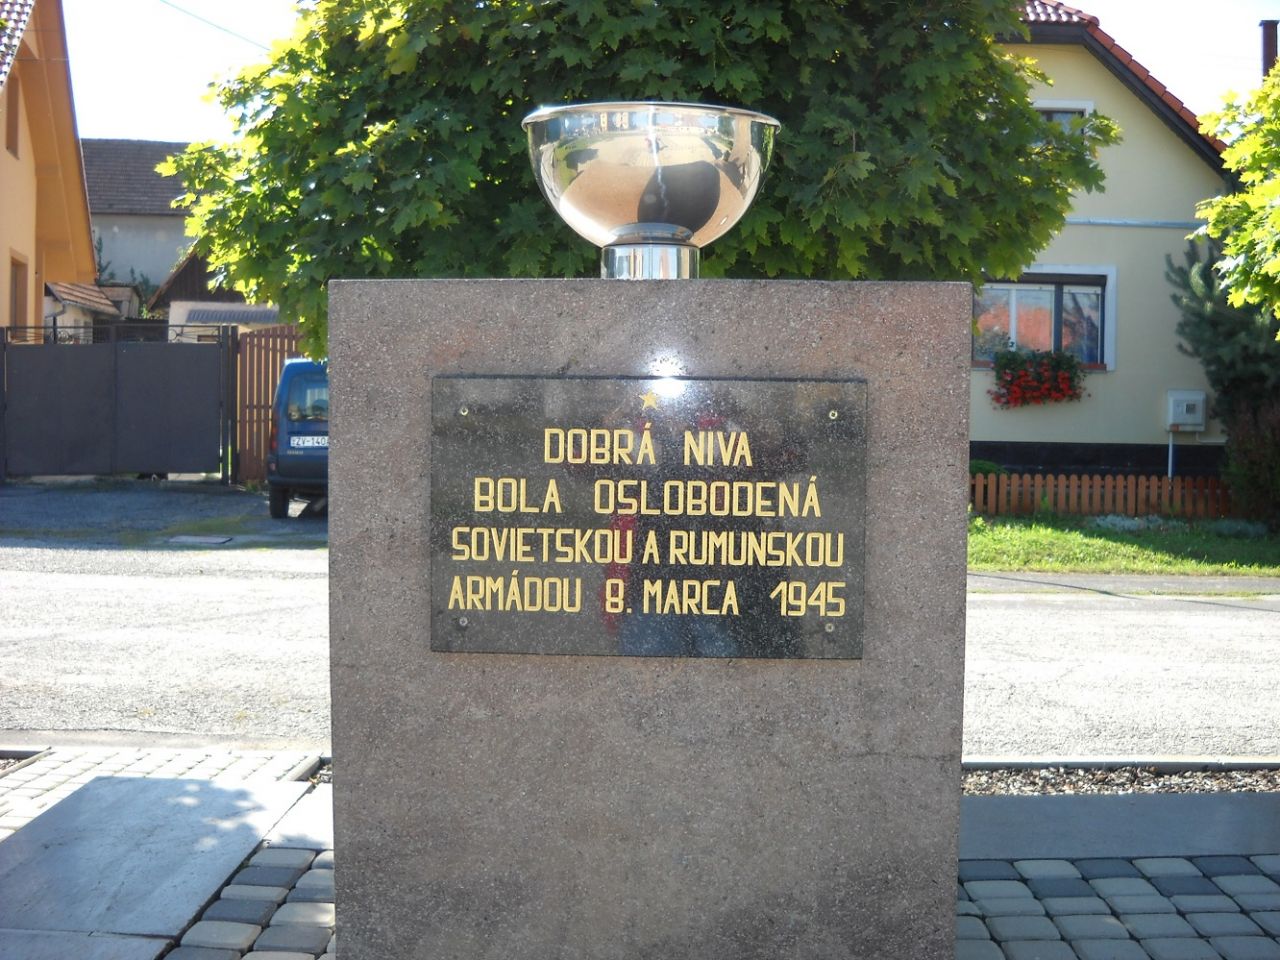 DOBRÁ NIVA
BOLA OSLOBODENÁ
SOVIETSKOU A RUMUNSKOU
ARMÁDOU 8. MARCA 1945